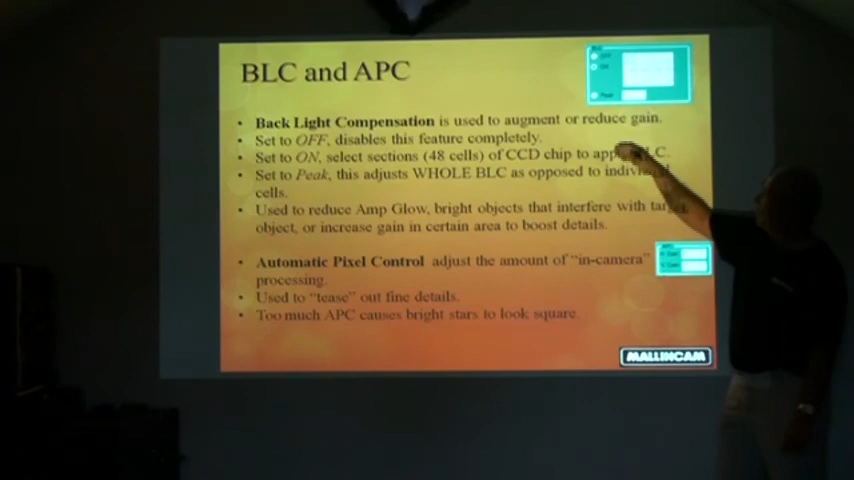 BLC and APC
• Back Light Compensation is used to augment or reduce gain.
• Set to OFF, disables this feature completely.
• Set to ON, select sections (48 cells) of CCD chip to
• Set to Peak, this adjusts WHOLE BLC as opposed to
cells.
• Used to reduce Amp Glow, bright objects that interfere with
object, or increase gain in certain area to boost details.
• Automatic Pixel Control adjust the amount of “in-camera”
processing.
• Used to “tease” out fine details.
• Too much APC causes bright stars to look square.
MALLINCAM